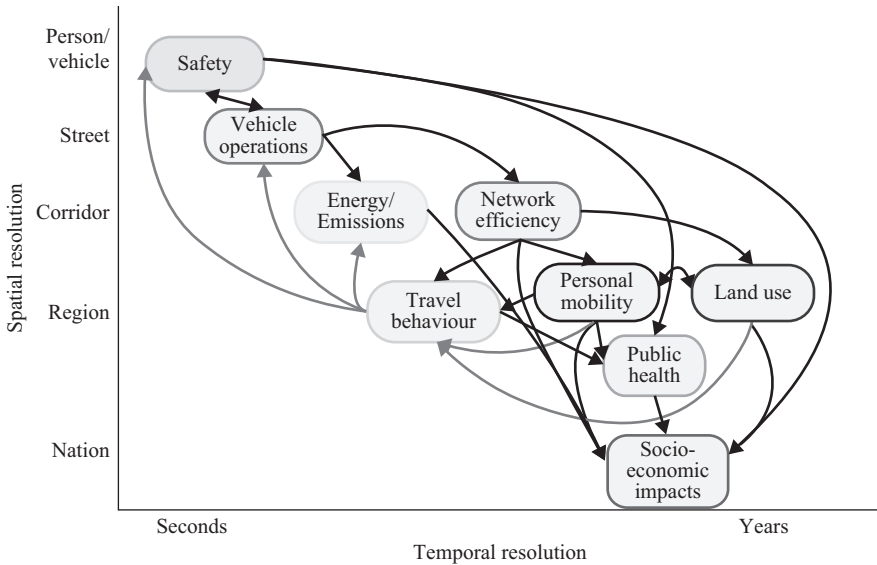 Person/
vehicle
Safety
Street
Vehicle
operations
Corridor
Energy/
Emissions
Network
efficiency
Spatial resolution
Region
Travel
behaviour
Personal
mobility
Land use
Public
health
Nation
Socio-
economic
impacts
Seconds
Years
Temporal resolution